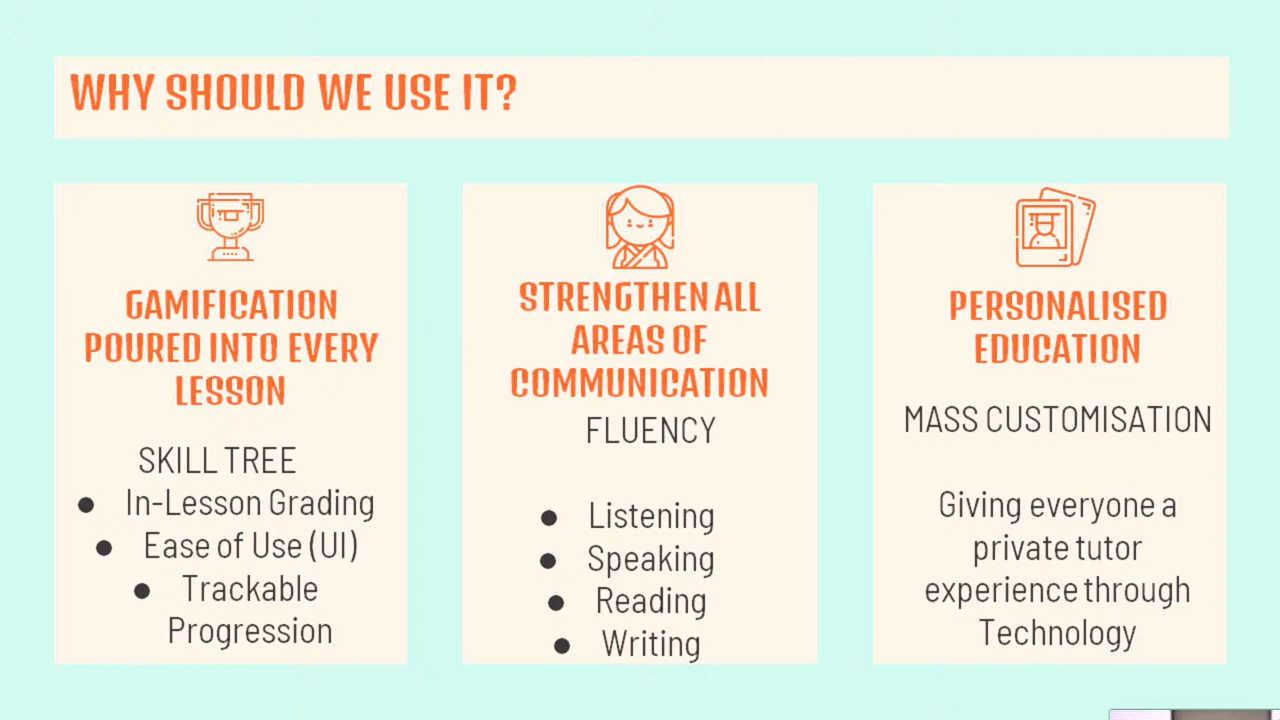 WHY SHOULD WE USE IT?
GAMIFICATION
POURED INTO EVERY
LESSON
SKILL TREE
● In-Lesson Grading
● Ease of Use (UI)
● Trackable
Progression
STRENGTHEN ALL
AREAS OF
COMMUNICATION
FLUENCY
● Listening
● Speaking
● Reading
● Writing
PERSONALISED
EDUCATION
MASS CUSTOMISATION
Giving everyone a
private tutor
experience through
Technology